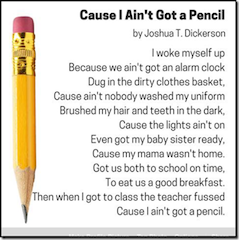 Cause I Ain't Got a Pencil
by Joshua T. Dickerson
I woke myself up
Because we ain't got an alarm clock
Dug in the dirty clothes basket,
Cause ain't nobody washed my uniform
Brushed my hair and teeth in the dark,
Cause the lights ain't on
Even got my baby sister ready,
Cause my mama wasn't home.
Got us both to school on time,
To eat us a good breakfast.
Then when I got to class the teacher fussed
Cause I ain't got a pencil.